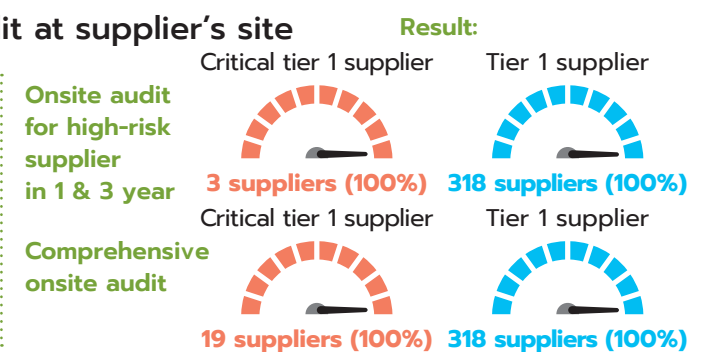 it at supplier's site
Result:
Onsite audit
for high-risk
supplier
in 1 & 3 year
Critical tier 1 supplier
3 suppliers (100%)
Tier 1 supplier
318 suppliers (100%)
Comprehensive
onsite audit
Critical tier 1 supplier
19 suppliers (100%)
Tier 1 supplier
318 suppliers (100%)